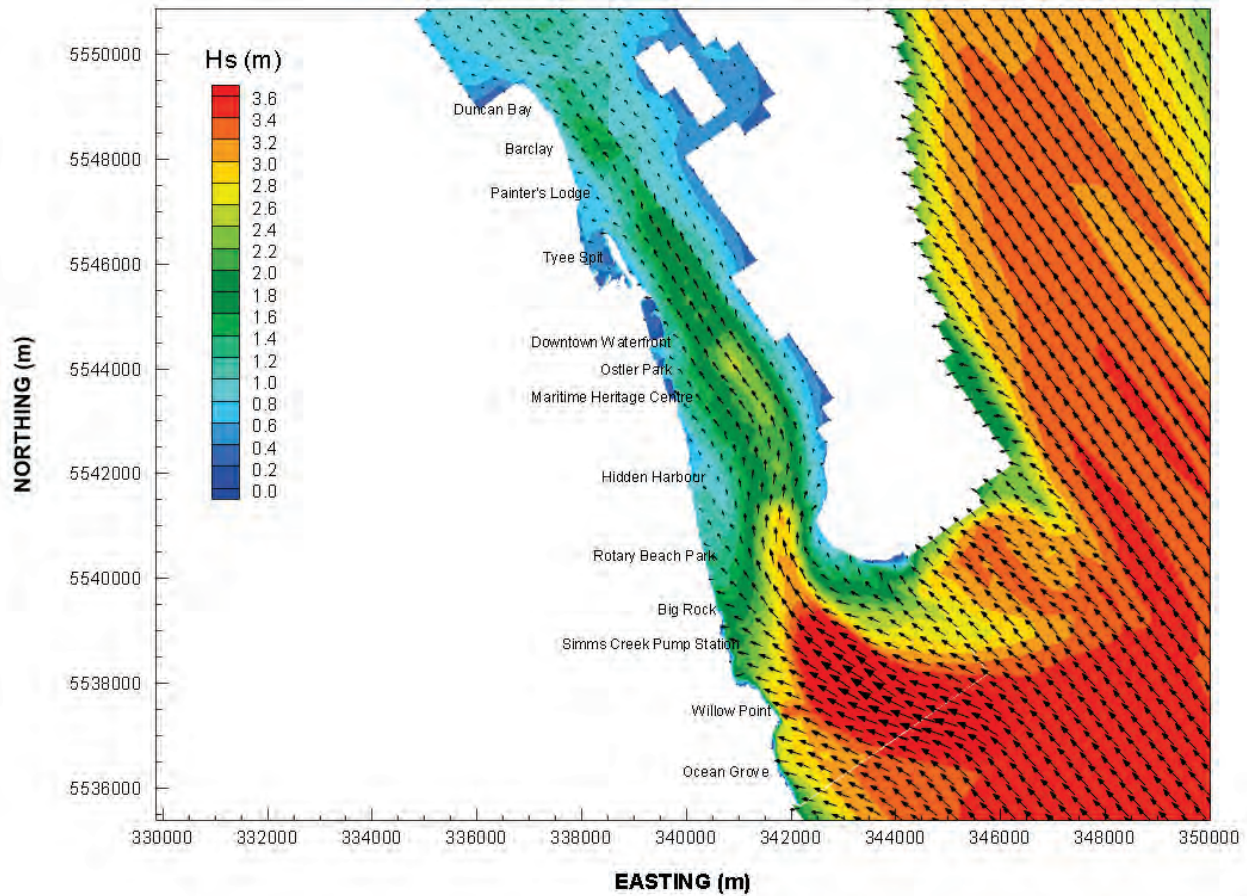 Hs (m)
3.6
3.4
3.2
3.0
2.8
2.6
2.4
2.2
2.0
1.8
1.6
1.4
1.2
1.0
0.8
0.6
0.4
0.2
0.0
Duncan Bay
Barclay
Painter's Lodge
Tyee Spit
Downtown Waterfront
Ostler Park
Maritime Heritage Centre
Hidden Harbour
Rotary Beach Park
Big Rock
Simms Creek Pump Station
Willow Point
Ocean Grove
NORTHING (m)
5550000
5548000
5546000
5544000
5542000
5540000
5538000
5536000
330000 332000 334000 336000 338000 340000 342000 344000 346000 348000 350000
EASTING (m)